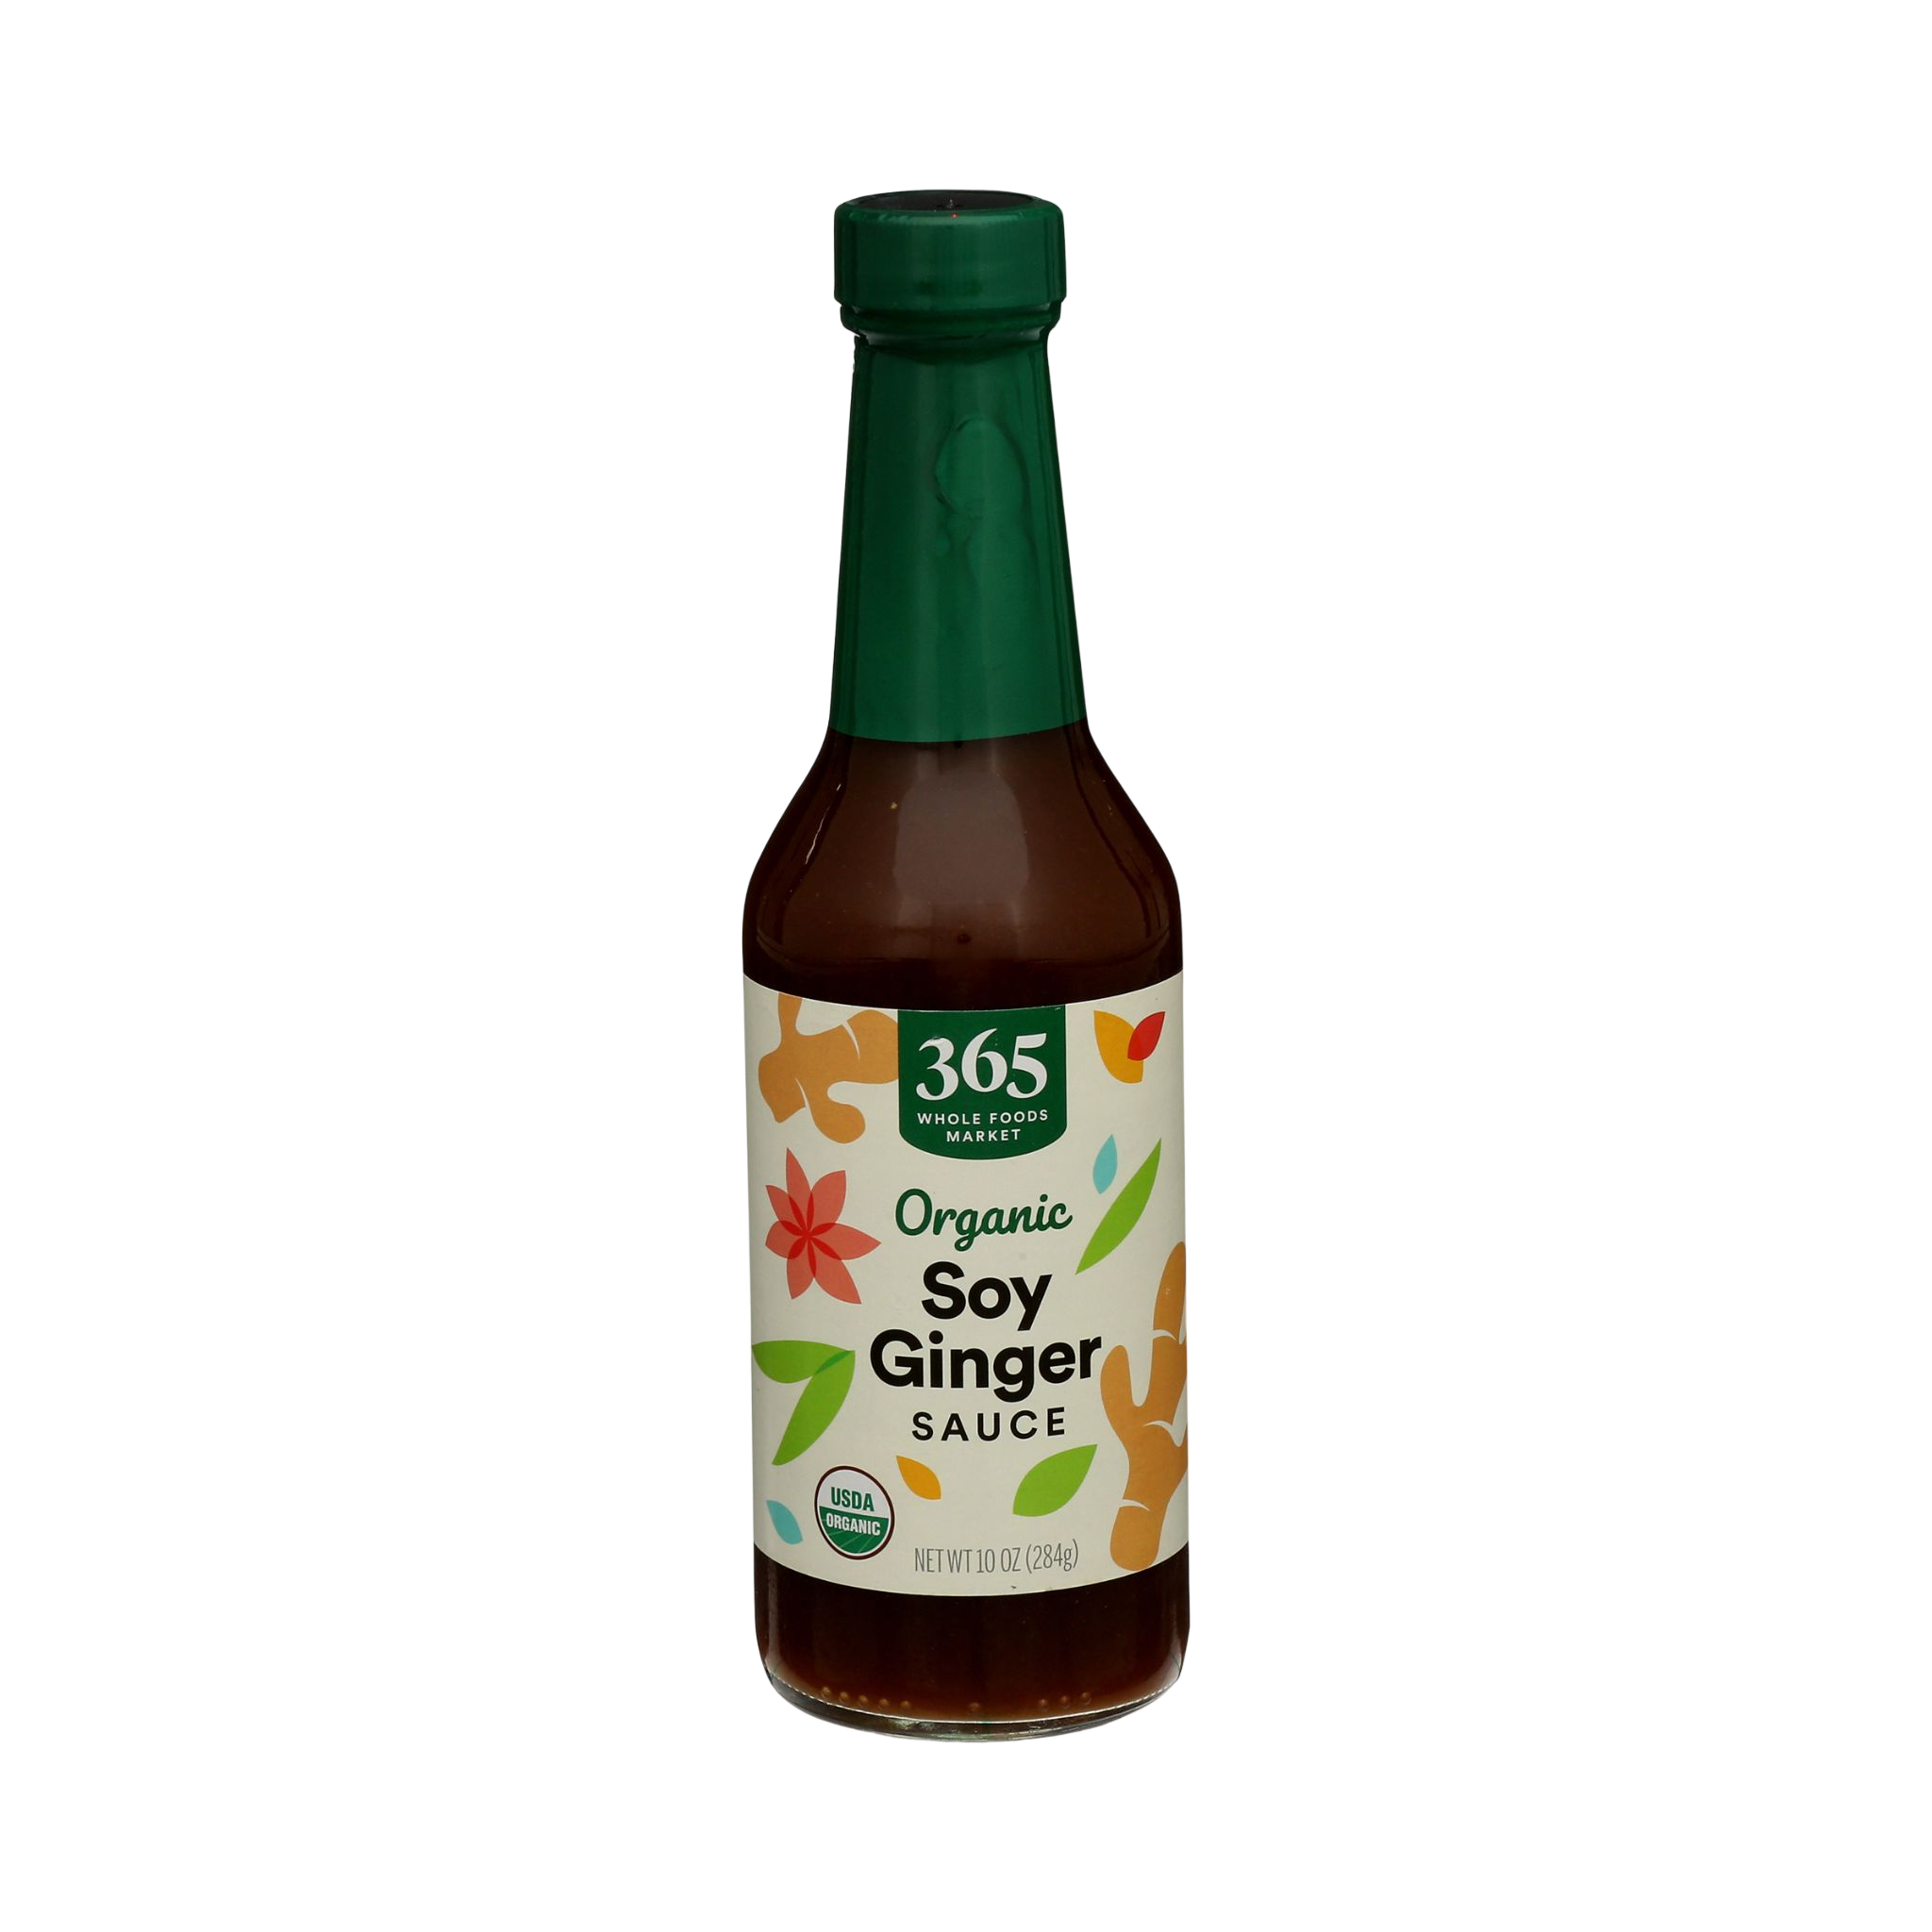 365
WHOLE FOODS
MARKET
Organic
Soy
Ginger
SAUCE
USDA
ORGANIC
NET WT 10 OZ (284g)